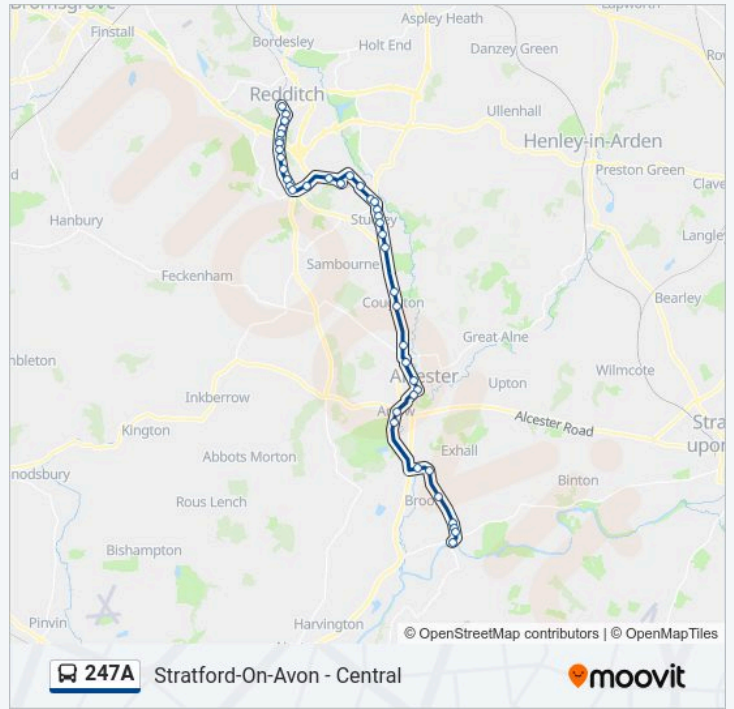 Bromsgrove
Finstall
Aspley Heath
Lapworth
Bordesley
Holt End
Danzey Green
Redditch
Ullenhall
Henley-in-Arden
Preston Green
Hanbury
Studley
Feckenham
Sambourne
Coughton
Bearley
Great Alne
Wilmcote
Alcester
Upton
Inkberrow
Arrow
Alcester Road
Kington
Exhall
Abbots Morton
Binton
Rous Lench
Broo
Bishampton
Pinvin
Harvington
© OpenStreetMap contributors | © OpenMapTiles
247A Stratford-On-Avon - Central
moovit